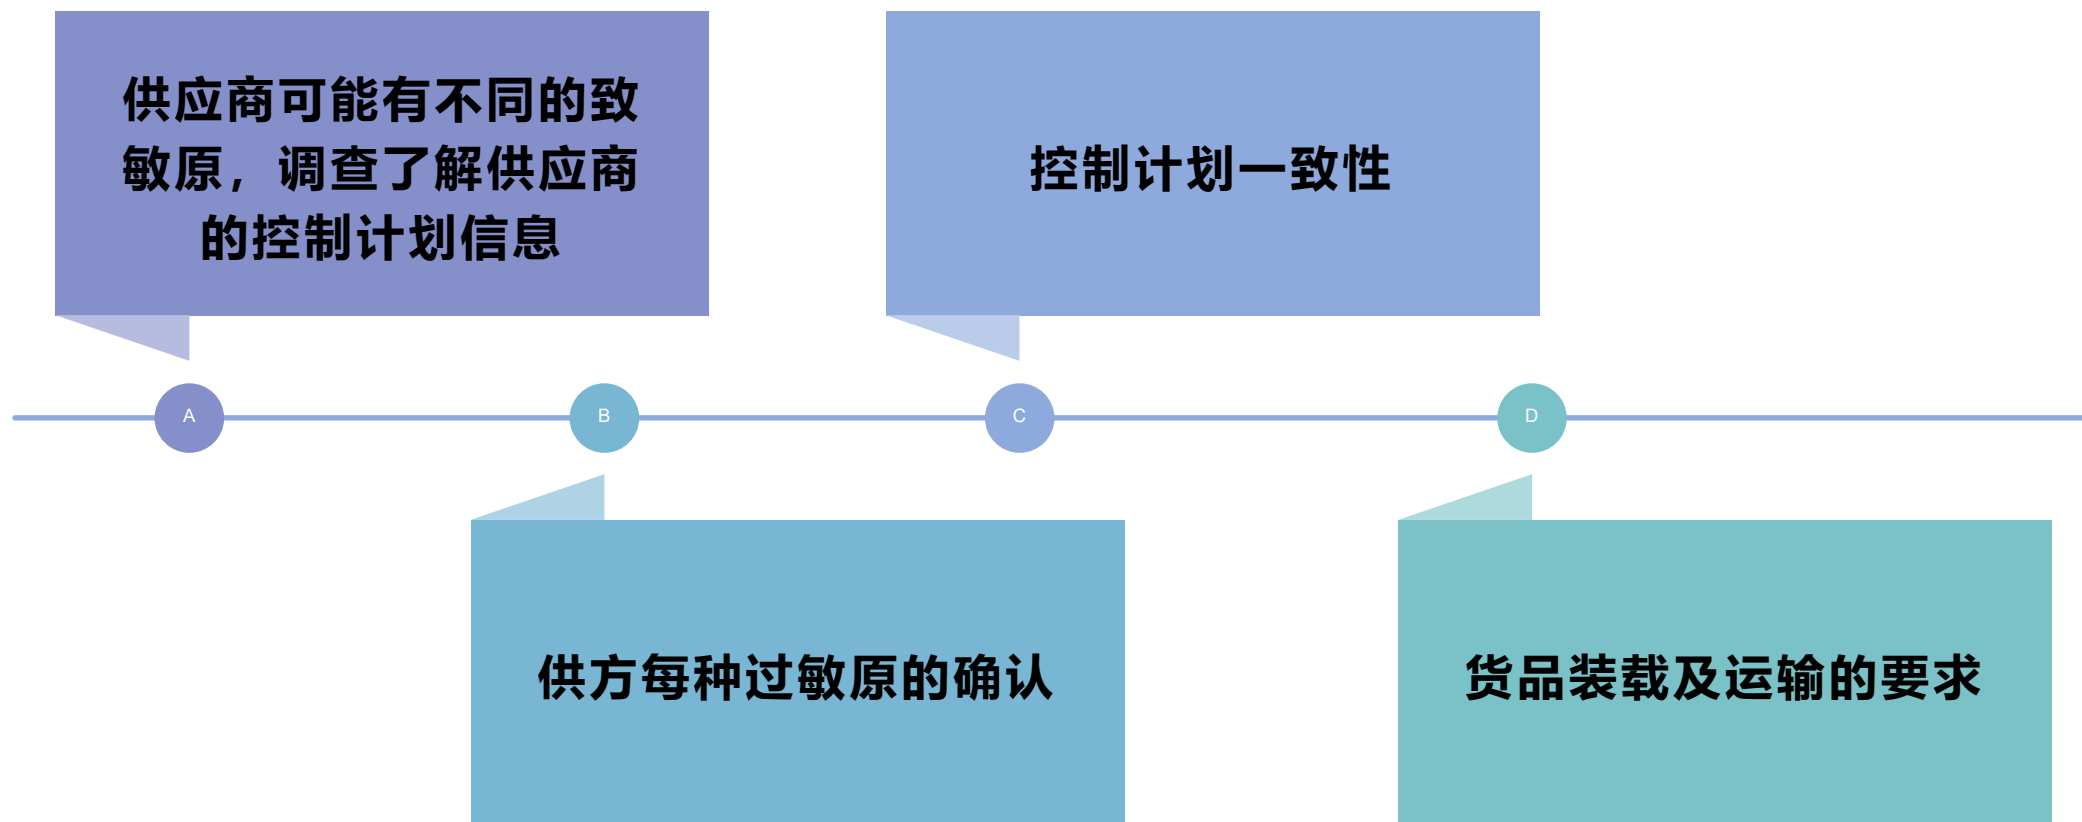 供应商可能有不同的致
敏原，调查了解供应商
的控制计划信息
控制计划一致性
A
B
C
D
供方每种过敏原的确认
货品装载及运输的要求